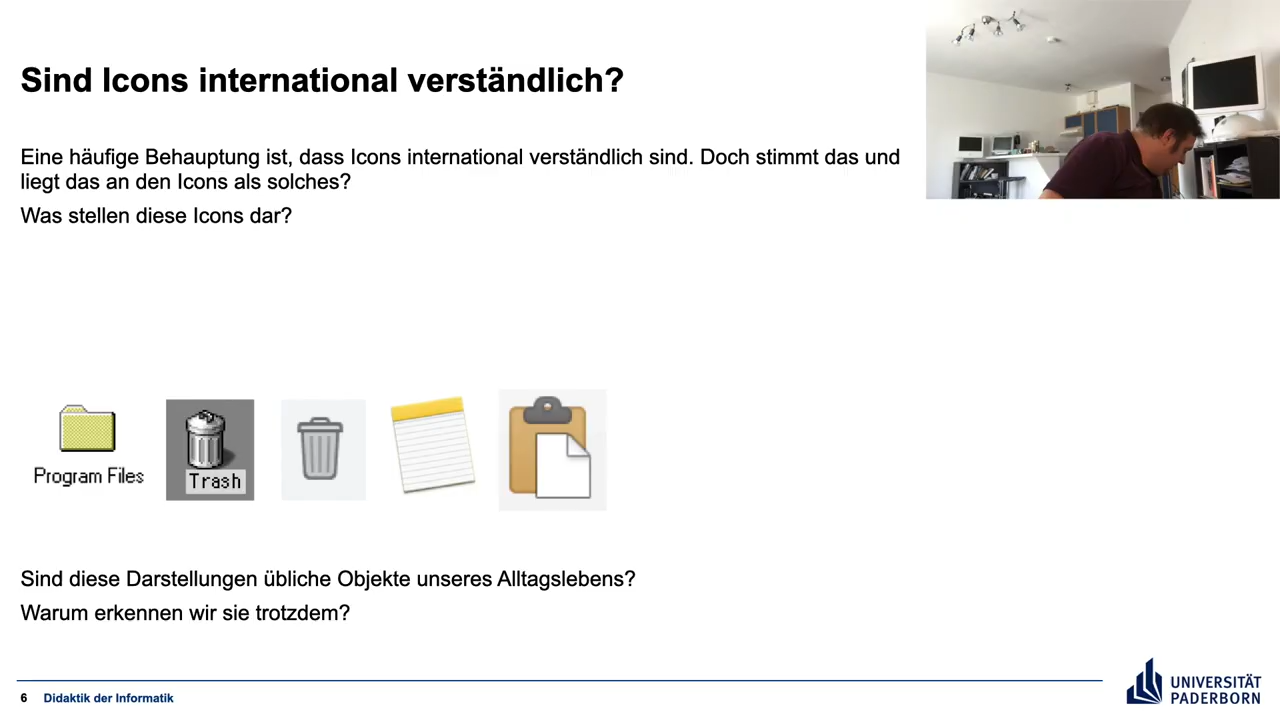 Sind Icons international verständlich?
Eine häufige Behauptung ist, dass Icons international verständlich sind. Doch stimmt das und
liegt das an den Icons als solches?
Was stellen diese Icons dar?
Program Files
Trash
Sind diese Darstellungen übliche Objekte unseres Alltagslebens?
Warum erkennen wir sie trotzdem?
6 Didaktik der Informatik
UNIVERSITÄT
PADERBORN